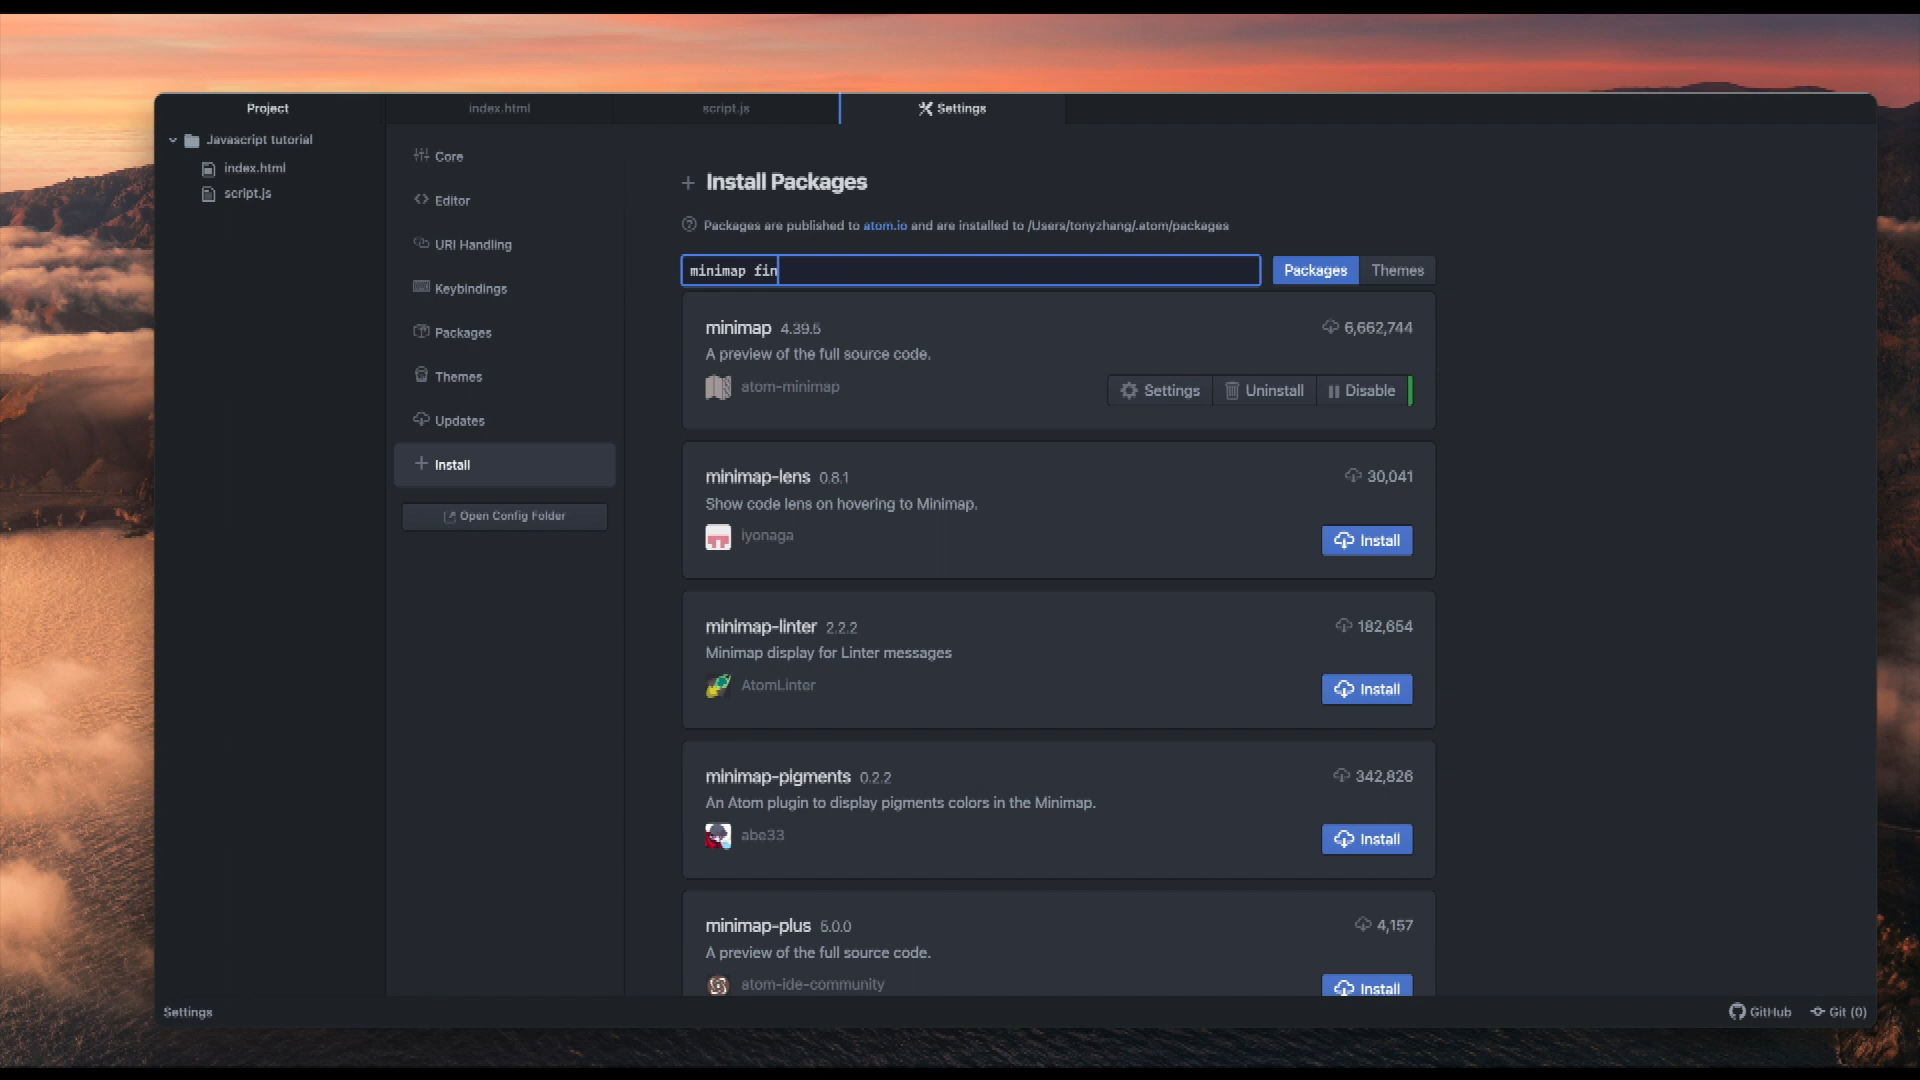 Project
index.html
script.js
Settings
Javascript tutorial
index.html
script.js
Core
Editor
URI Handling
Keybindings
Packages
Themes
Updates
Install
Open Config Folder
Install Packages
Packages are published to atom.io and are installed to /Users/tonyzhang/.atom/packages
minimap fin
Packages
Themes
minimap 4.39.5
6,662,744
A preview of the full source code.
atom-minimap
Settings
Uninstall
Disable
minimap-lens 0.8.1
30,041
Show code lens on hovering to Minimap.
lyonaga
Install
minimap-linter 2.2.2
182,654
Minimap display for Linter messages
AtomLinter
Install
minimap-pigments 0.2.2
342,826
An Atom plugin to display pigments colors in the Minimap.
abe33
Install
minimap-plus 5.0.0
4,157
A preview of the full source code.
atom-ide-community
Install
Settings
GitHub
Git (0)